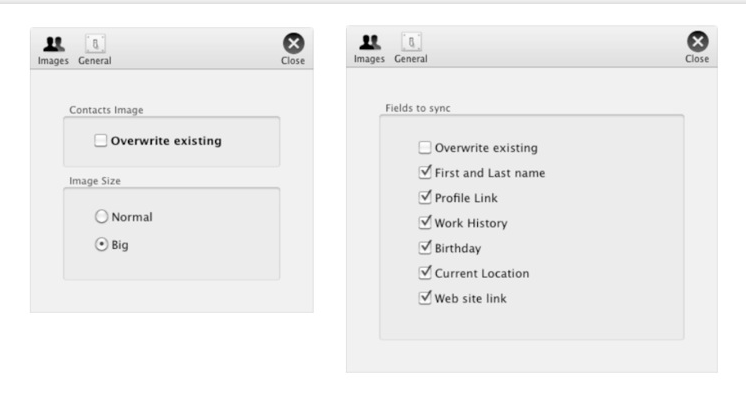 Images General Close
Contacts Image
Overwrite existing
Image Size
Normal
Big
Images General Close
Fields to sync
Overwrite existing
First and Last name
Profile Link
Work History
Birthday
Current Location
Web site link